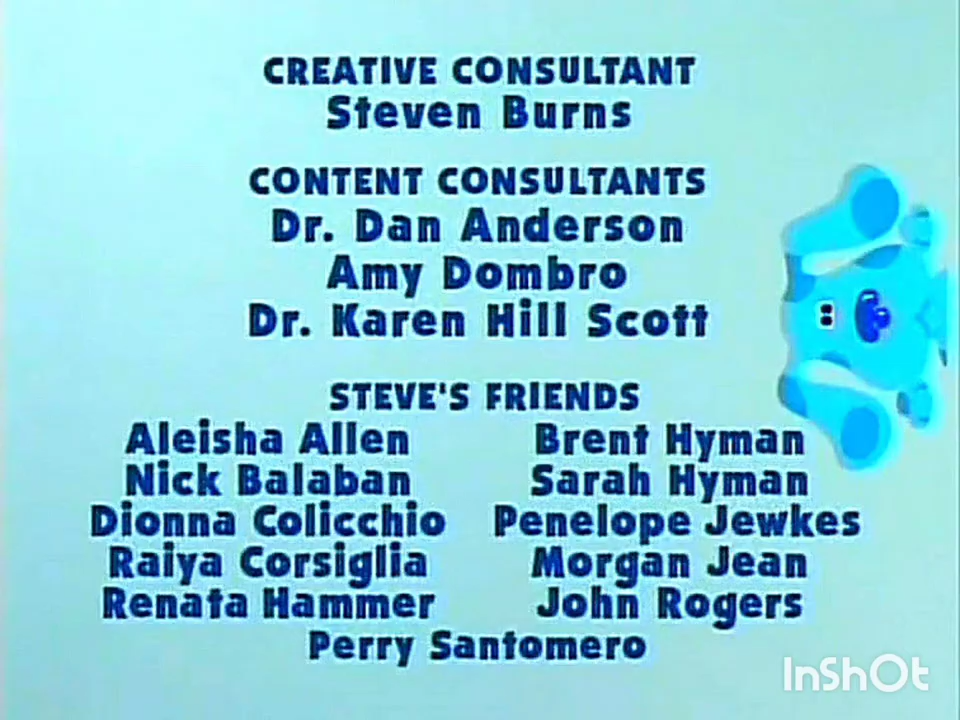 CREATIVE CONSULTANT
Steven Burns
CONTENT CONSULTANTS
Dr. Dan Anderson
Amy Dombro
Dr. Karen Hill Scott
STEVE'S FRIENDS
Aleisha Allen Brent Hyman
Nick Balaban Sarah Hyman
Dionna Colicchio Penelope Jewkes
Raiya Corsiglia Morgan Jean
Renata Hammer John Rogers
Perry Santomero
InShOt